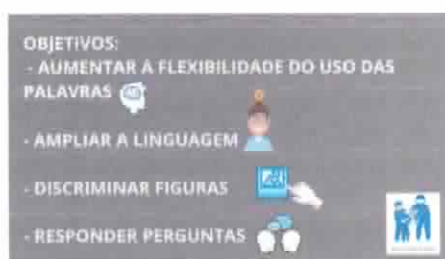 OBJETIVOS:
- AUMENTAR A FLEXIBILIDADE DO USO DAS
PALAVRAS
- AMPLIAR A LINGUAGEM
- DISCRIMINAR FIGURAS
- RESPONDER PERGUNTAS